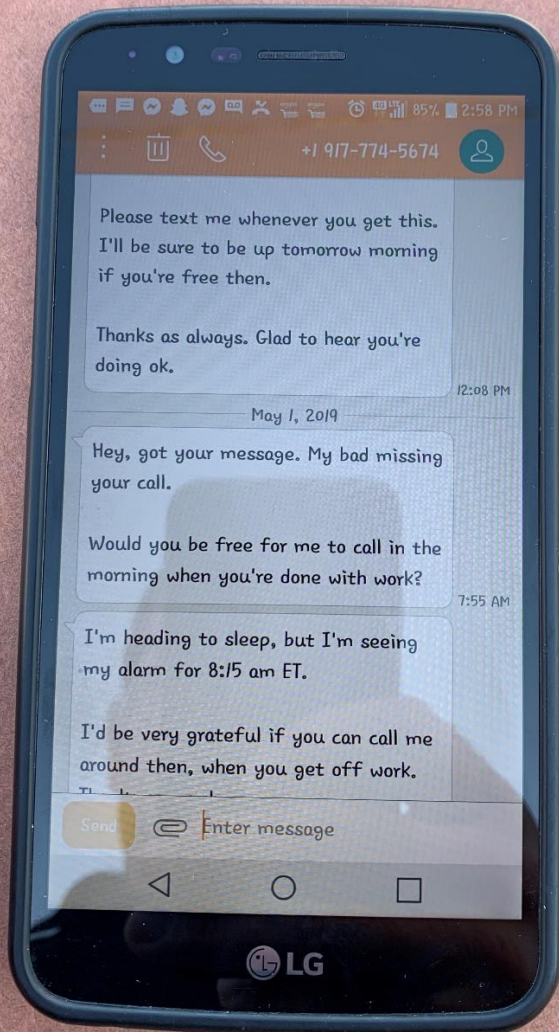 85% 2:58 PM
+1 917-774-5674
Please text me whenever you get this.
I'll be sure to be up tomorrow morning
if you're free then.
Thanks as always. Glad to hear you're
doing ok.
12:08 PM
May 1, 2019
Hey, got your message. My bad missing
your call.
Would you be free for me to call in the
morning when you're done with work?
7:55 AM
I'm heading to sleep, but I'm seeing
my alarm for 8:15 am ET.
I'd be very grateful if you can call me
around then, when you get off work.
Send
Enter message
LG